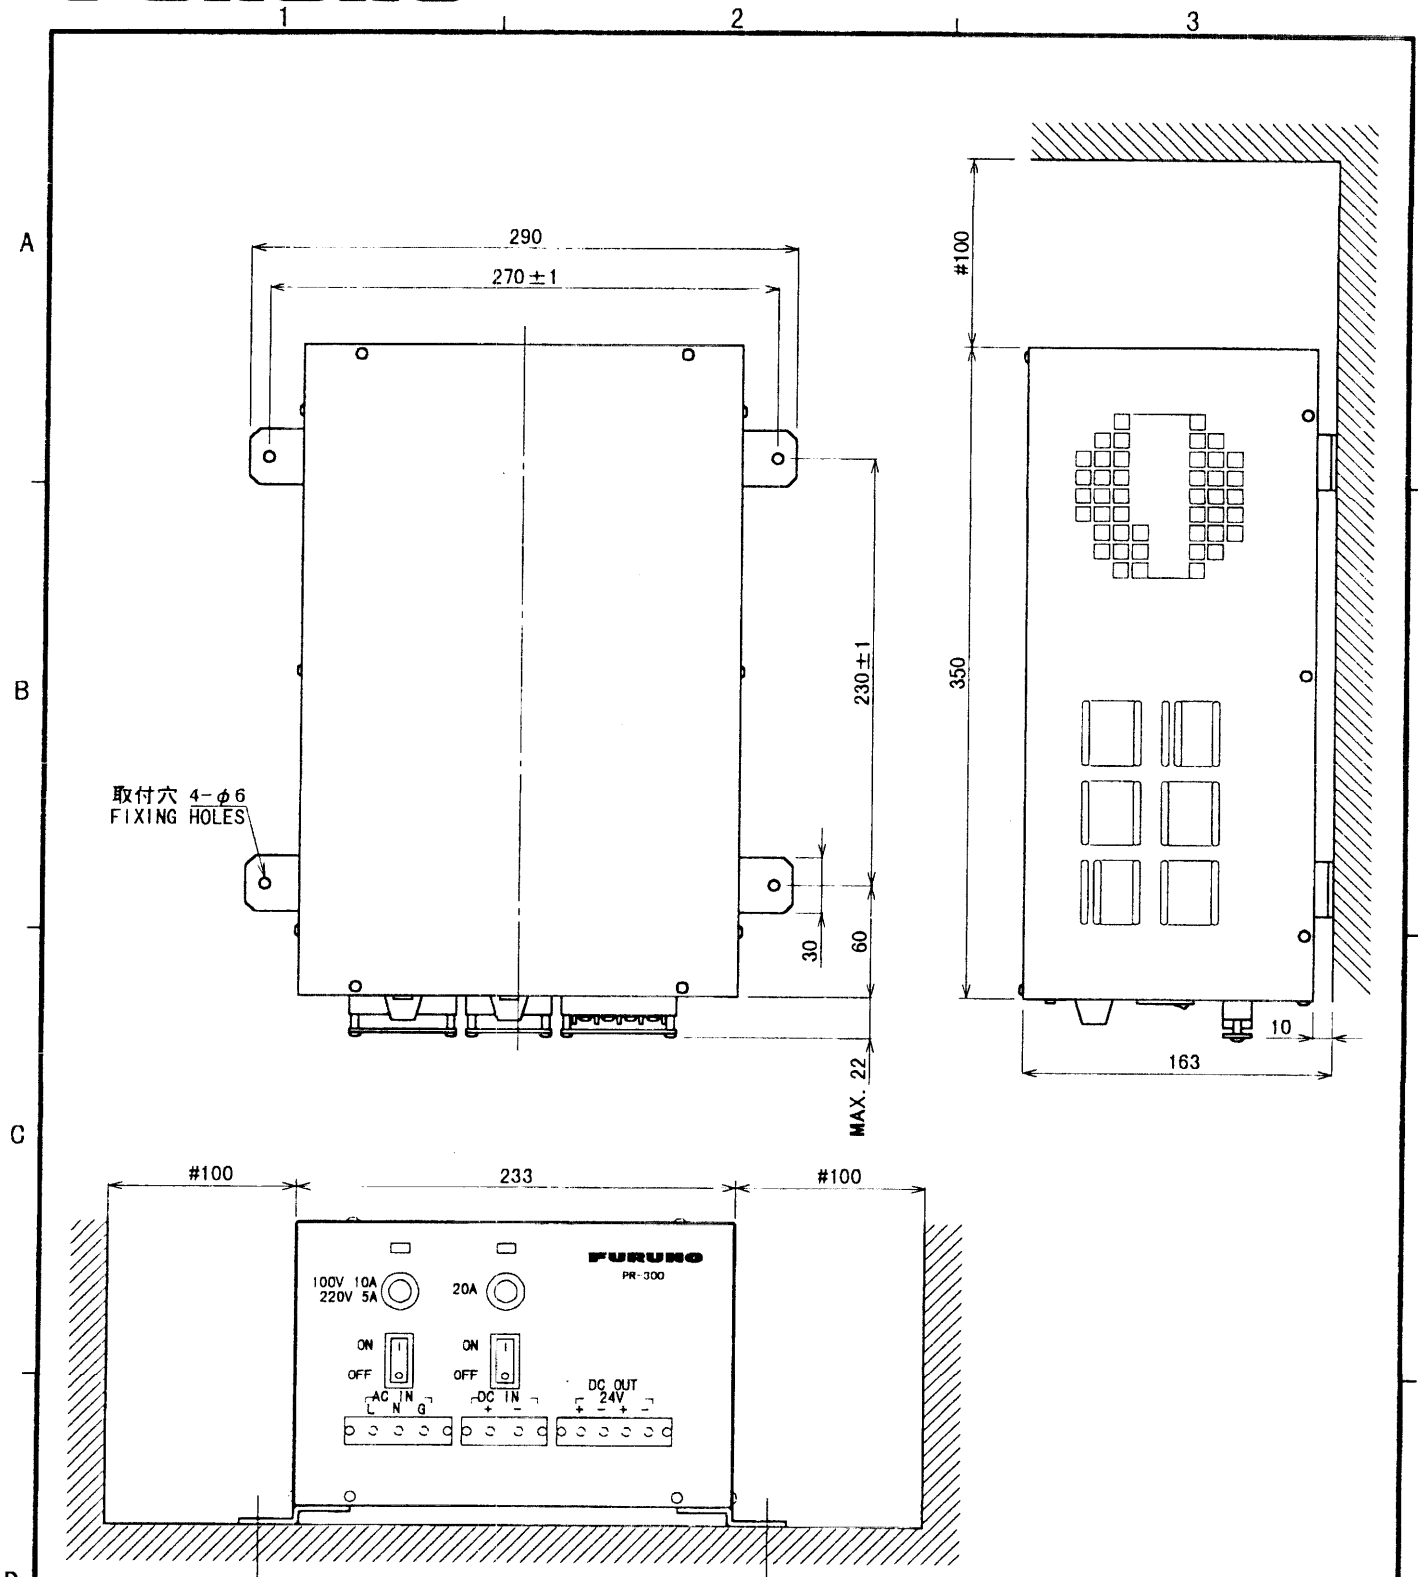 1
2
3
A
290
270±1
#100
B
230±1
350
取付穴 4-φ6
FIXING HOLES
30
60
10
163
MAX. 22
C
#100
233
#100
FURUNO
PR-300
100V 10A
220V 5A
20A
ON
ON
OFF
OFF
AC IN
DC IN
DC OUT
24V
L N G
+ -
+ - + -